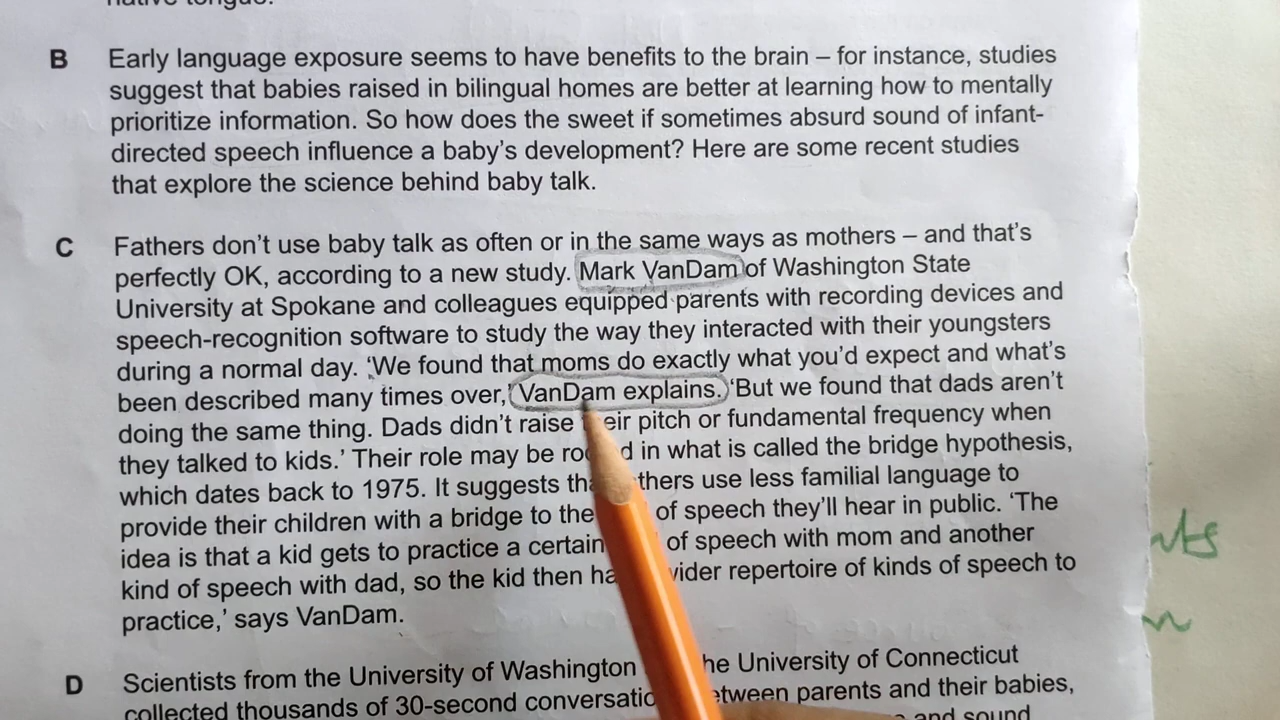 native tongue.
B Early language exposure seems to have benefits to the brain – for instance, studies
suggest that babies raised in bilingual homes are better at learning how to mentally
prioritize information. So how does the sweet if sometimes absurd sound of infant-
directed speech influence a baby's development? Here are some recent studies
that explore the science behind baby talk.
C Fathers don't use baby talk as often or in the same ways as mothers – and that's
perfectly OK, according to a new study. Mark VanDam of Washington State
University at Spokane and colleagues equipped parents with recording devices and
speech-recognition software to study the way they interacted with their youngsters
during a normal day. 'We found that moms do exactly what you'd expect and what's
been described many times over,' VanDam explains. 'But we found that dads aren't
doing the same thing. Dads didn't raise their pitch or fundamental frequency when
they talked to kids.' Their role may be rooted in what is called the bridge hypothesis,
which dates back to 1975. It suggests that fathers use less familial language to
provide their children with a bridge to the of speech they'll hear in public. 'The
idea is that a kid gets to practice a certain of speech with mom and another
kind of speech with dad, so the kid then has wider repertoire of kinds of speech to
practice,' says VanDam.
D Scientists from the University of Washington the University of Connecticut
collected thousands of 30-second conversations between parents and their babies,
and sound